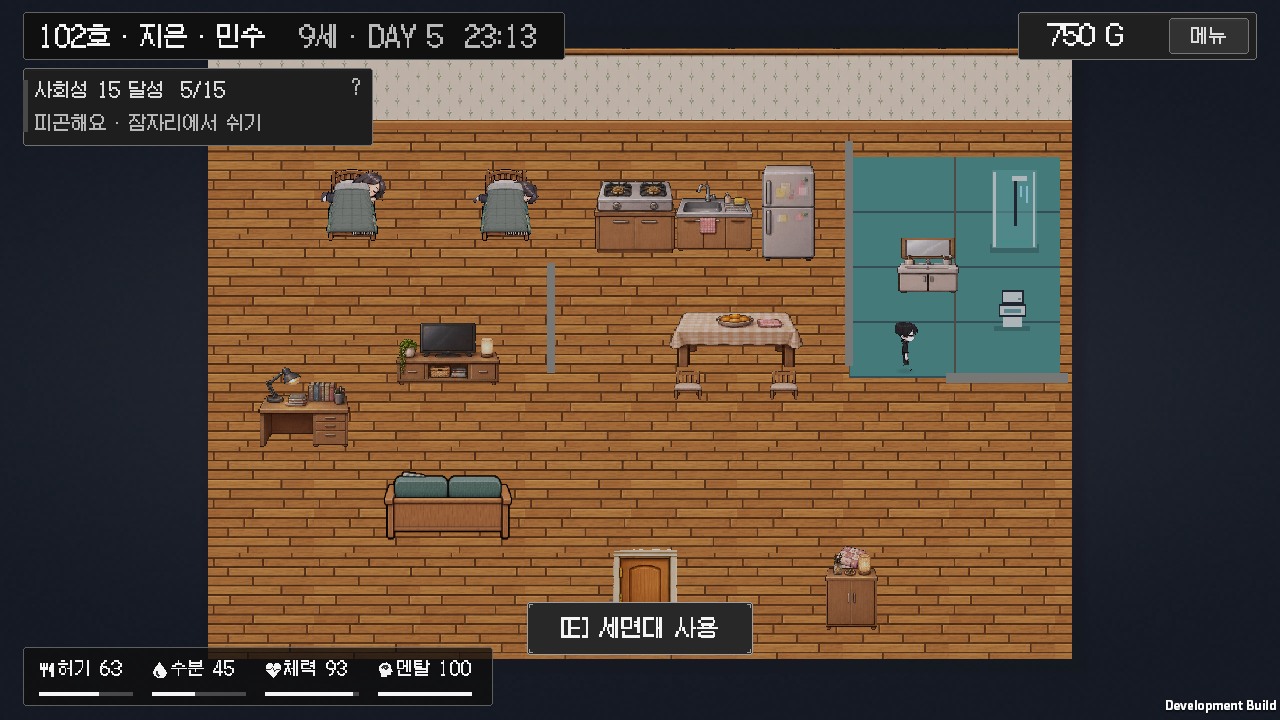 102호 · 지은 · 민수 9세 · DAY 5 23:13
750 G
메뉴
사회성 15 달성 5/15
?
피곤해요 · 잠자리에서 쉬기
[E] 세면대 사용
허기 63
수분 45
체력 93
멘탈 100
Development Build